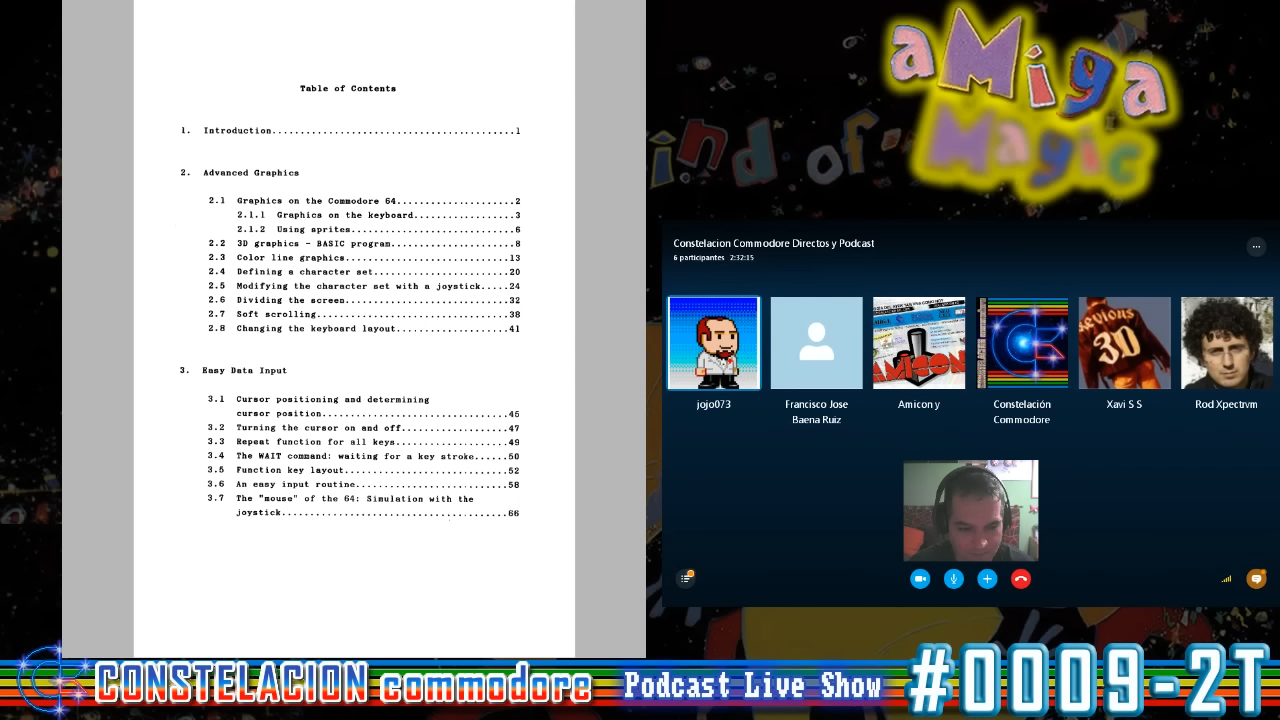 Table of Contents
1. Introduction...........................................1
2. Advanced Graphics
2.1 Graphics on the Commodore 64.....................2
2.1.1 Graphics on the keyboard..................3
2.1.2 Using sprites.............................6
2.2 3D graphics - BASIC program......................8
2.3 Color line graphics.............................13
2.4 Defining a character set........................20
2.5 Modifying the character set with a joystick.....24
2.6 Dividing the screen.............................32
2.7 Soft scrolling..................................38
2.8 Changing the keyboard layout....................41
3. Easy Data Input
3.1 Cursor positioning and determining
cursor position.................................45
3.2 Turning the cursor on and off...................47
3.3 Repeat function for all keys....................49
3.4 The WAIT command: waiting for a key stroke......50
3.5 Function key layout.............................52
3.6 An easy input routine...........................58
3.7 The "mouse" of the 64: Simulation with the
joystick........................................66
aMiga
Magic
ind of
Constelacion Commodore Directos y Podcast
6 participantes 2:32:15
...
AMICON
evious
3D
jojo073
Francisco Jose
Baena Ruiz
Amicon y
Constelación
Commodore
Xavi S S
Rod Xpectrvm
CONSTELACION commodore Podcast Live Show #0009-2T